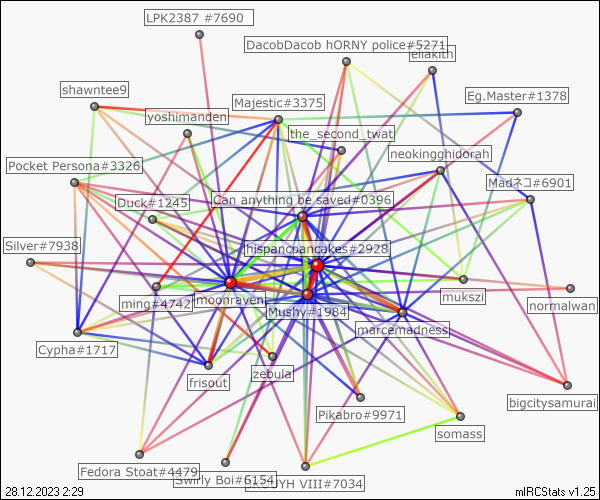 LPK2387 #7690
DacobDacob hORNY police#5271
eliakith
shawntee9
Majestic#3375
Eg.Master#1378
yoshimanden
the_second_twat
neokingghidorah
Pocket Persona#3326
Madネコ#6901
Duck#1245
Can anything be saved#0396
Silver#7938
hispanchancakes#2928
ming#4742
moonraven
Mushy#1984
mukszi
normalwan
marcemadness
Cypha#1717
frisout
zebula
Pikabro#9971
bigcitysamurai
somass
Fedora Stoat#4479
Swirly Boi#6154
VIII#7034
28.12.2023 2:29
mIRCStats v1.25